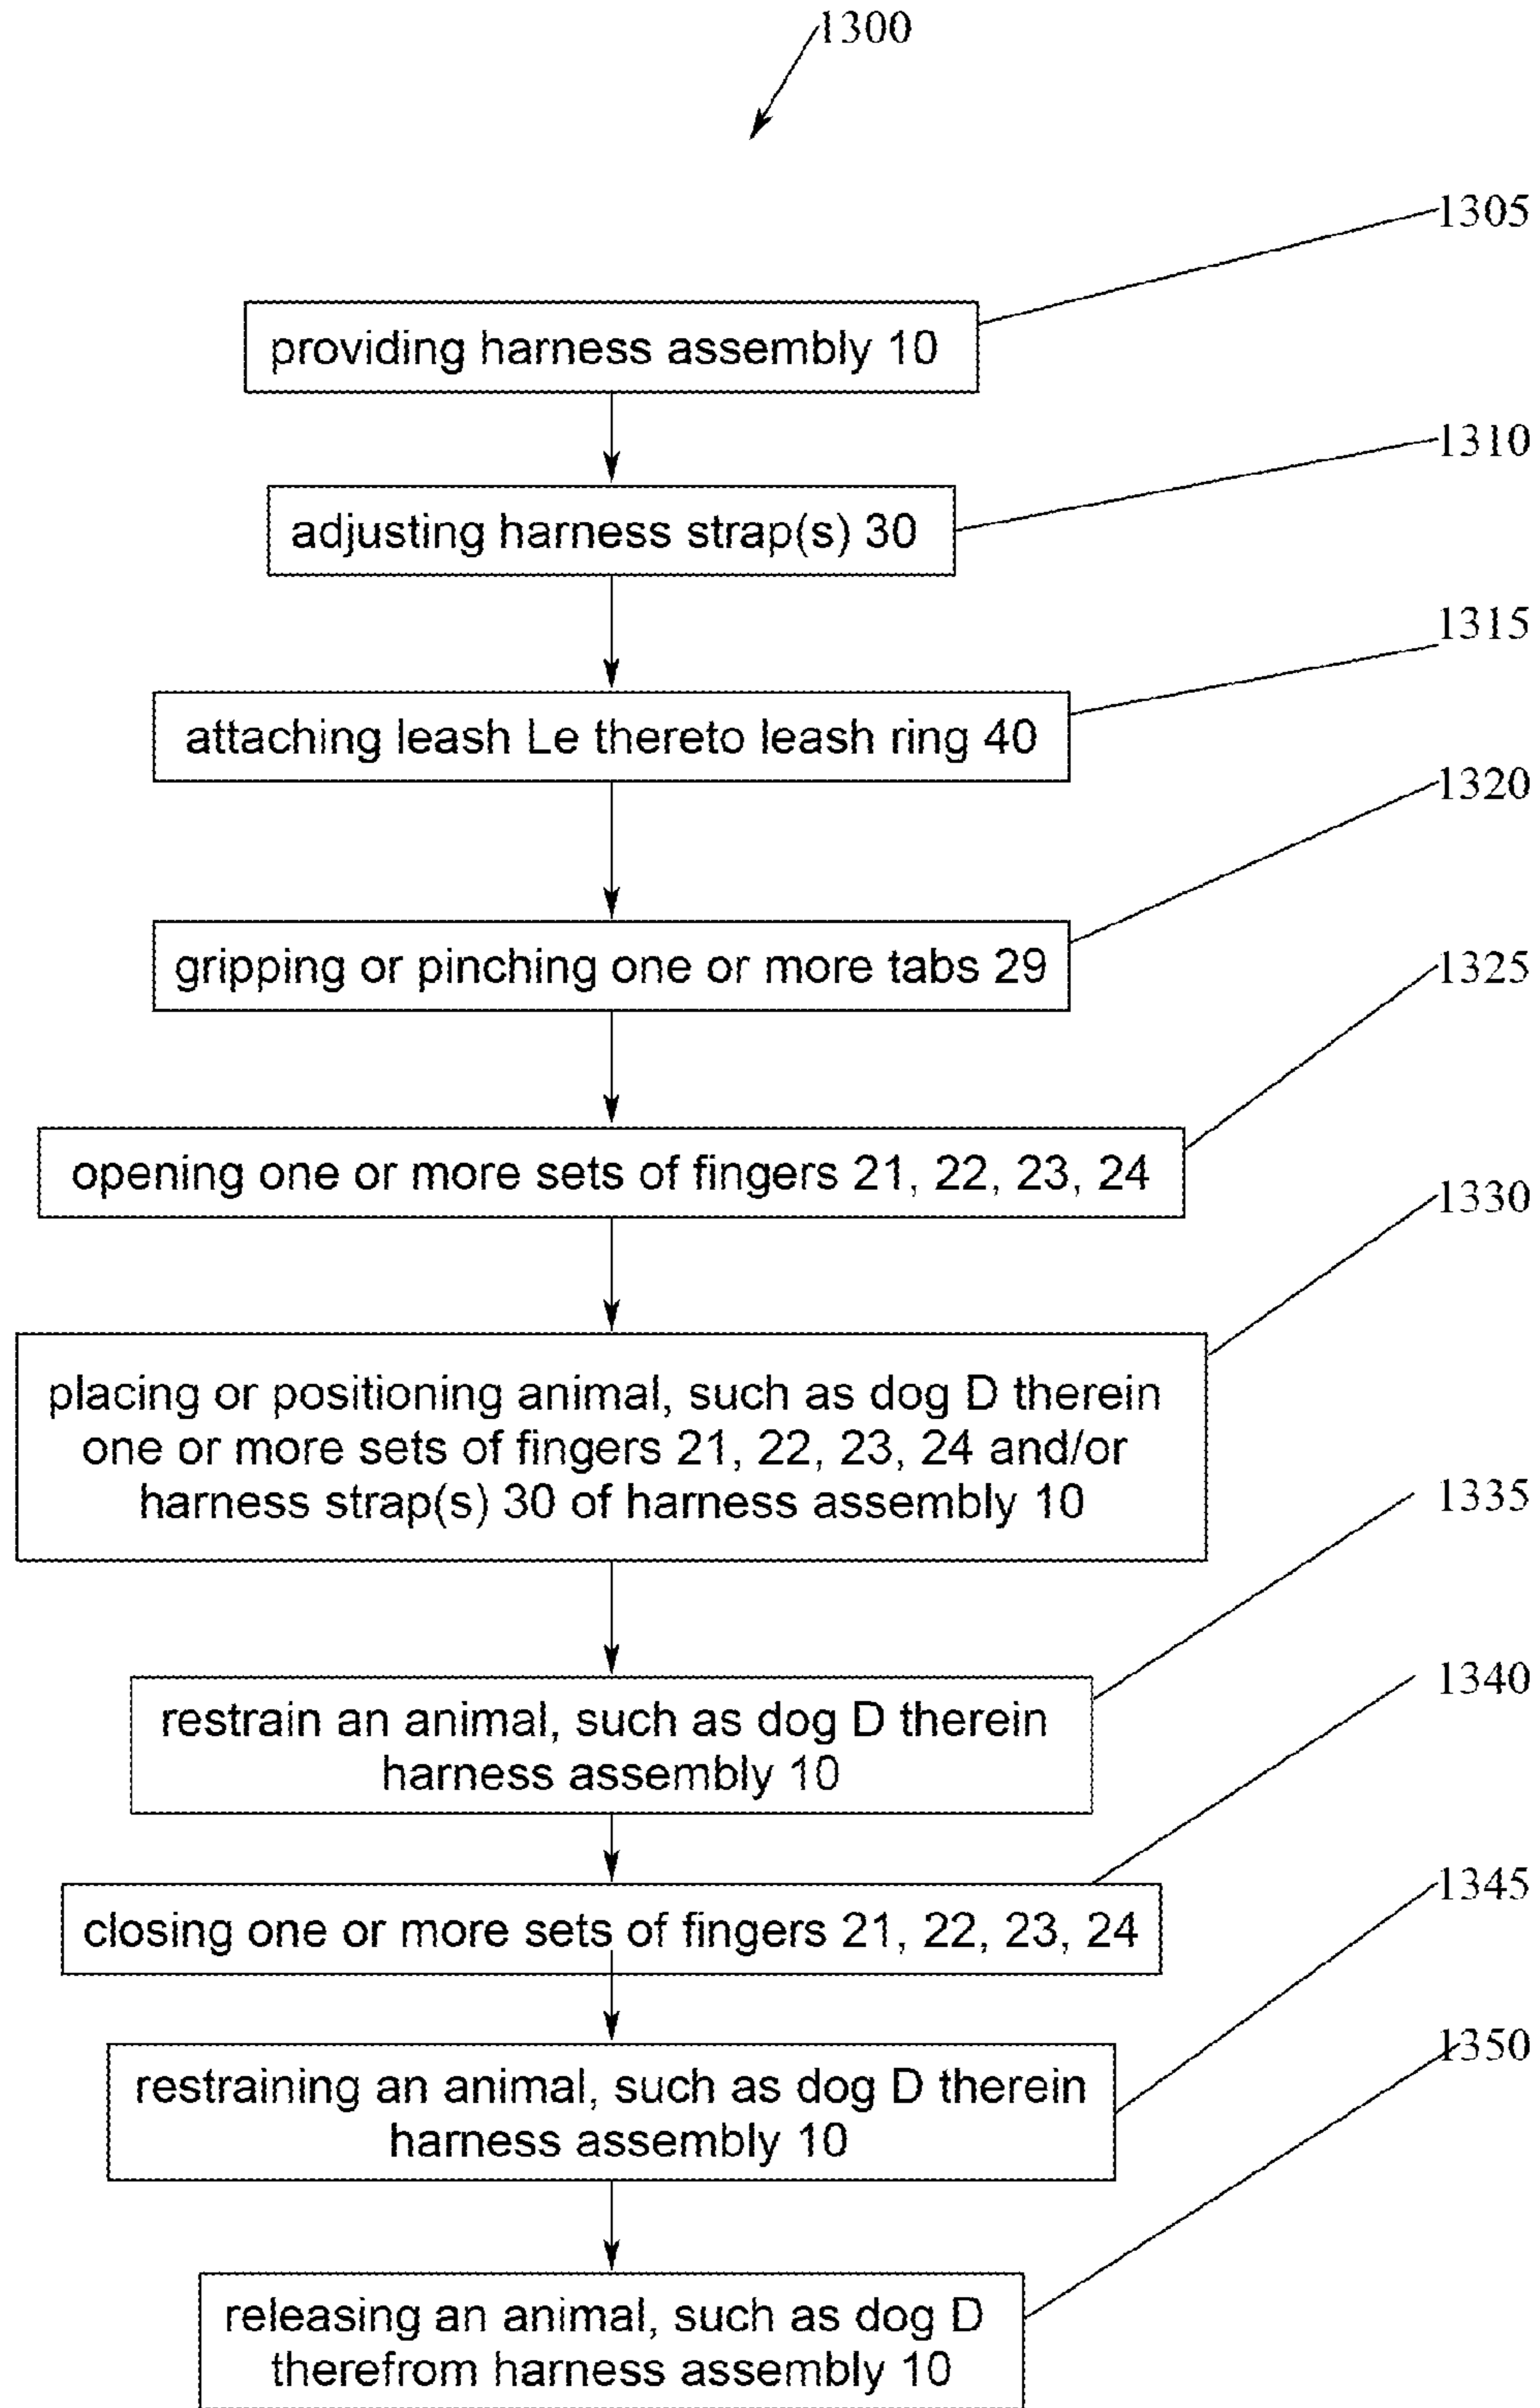 1300
1305
providing harness assembly 10
1310
adjusting harness strap(s) 30
1315
attaching leash Le thereto leash ring 40
1320
gripping or pinching one or more tabs 29
1325
opening one or more sets of fingers 21, 22, 23, 24
1330
placing or positioning animal, such as dog D therein
one or more sets of fingers 21, 22, 23, 24 and/or
harness strap(s) 30 of harness assembly 10
1335
restrain an animal, such as dog D therein
harness assembly 10
1340
closing one or more sets of fingers 21, 22, 23, 24
1345
restraining an animal, such as dog D therein
harness assembly 10
1350
releasing an animal, such as dog D
therefrom harness assembly 10